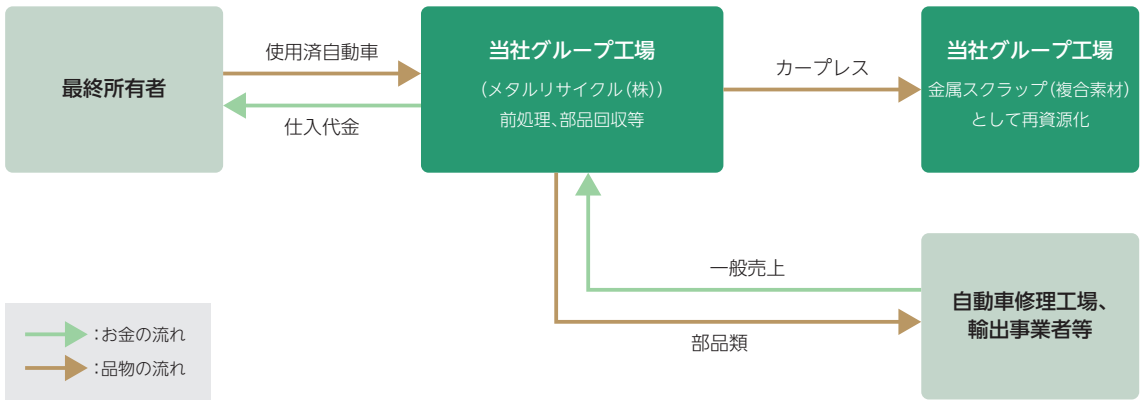 最終所有者
使用済自動車
仕入代金
当社グループ工場
（メタルリサイクル（株））
前処理、部品回収等
カープレス
当社グループ工場
金属スクラップ（複合素材）
として再資源化
一般売上
部品類
自動車修理工場、
輸出事業者等
：お金の流れ
：品物の流れ